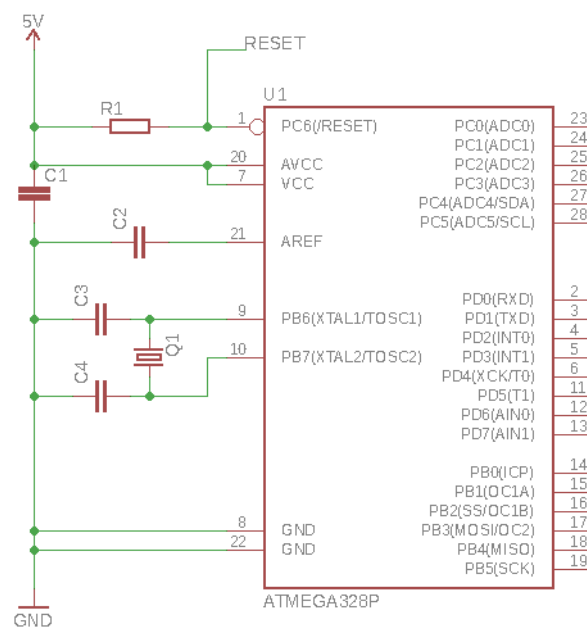 5V
RESET
U1
R1
1
PC6(/RESET)
PC0(ADC0)
23
PC1(ADC1)
24
20
AVCC
PC2(ADC2)
25
C1
7
VCC
PC3(ADC3)
26
PC4(ADC4/SDA)
27
PC5(ADC5/SCL)
28
C2
21
AREF
C3
9
PB6(XTAL1/TOSC1)
PD0(RXD)
2
PD1(TXD)
3
PD2(INT0)
4
Q1
10
PB7(XTAL2/TOSC2)
PD3(INT1)
5
C4
PD4(XCK/T0)
6
PD5(T1)
11
PD6(AIN0)
12
PD7(AIN1)
13
PB0(ICP)
14
PB1(OC1A)
15
PB2(SS/OC1B)
16
8
GND
PB3(MOSI/OC2)
17
22
GND
PB4(MISO)
18
PB5(SCK)
19
ATMEGA328P
GND